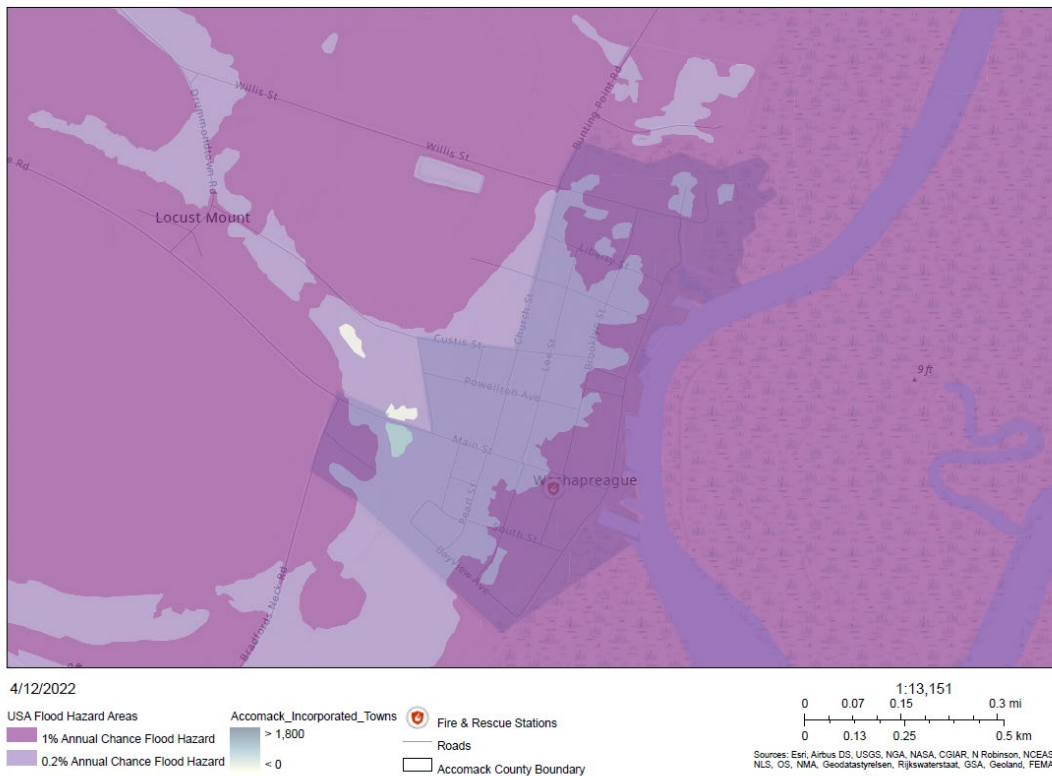 Willis St
Bunting Point Rd
Drummondtown Rd
Willis St
e Rd
Locust Mount
Liberty St
Church St
Brooklyn St
Custis St
Lee St
9 ft
Powellton Ave
Main St
Wachapreague
Pearl St
South St
Bayview Ave
Bradfords Neck Rd
4/12/2022
1:13,151
USA Flood Hazard Areas
1% Annual Chance Flood Hazard
0.2% Annual Chance Flood Hazard
Accomack_Incorporated_Towns
> 1,800
< 0
Fire & Rescue Stations
Roads
Accomack County Boundary
0 0.07 0.15 0.3 mi
0 0.13 0.25 0.5 km
Sources: Esri, Airbus DS, USGS, NGA, NASA, CGIAR, N Robinson, NCEAS
NLS, OS, NMA, Geodatastyrelsen, Rijkswaterstaat, GSA, Geoland, FEMA